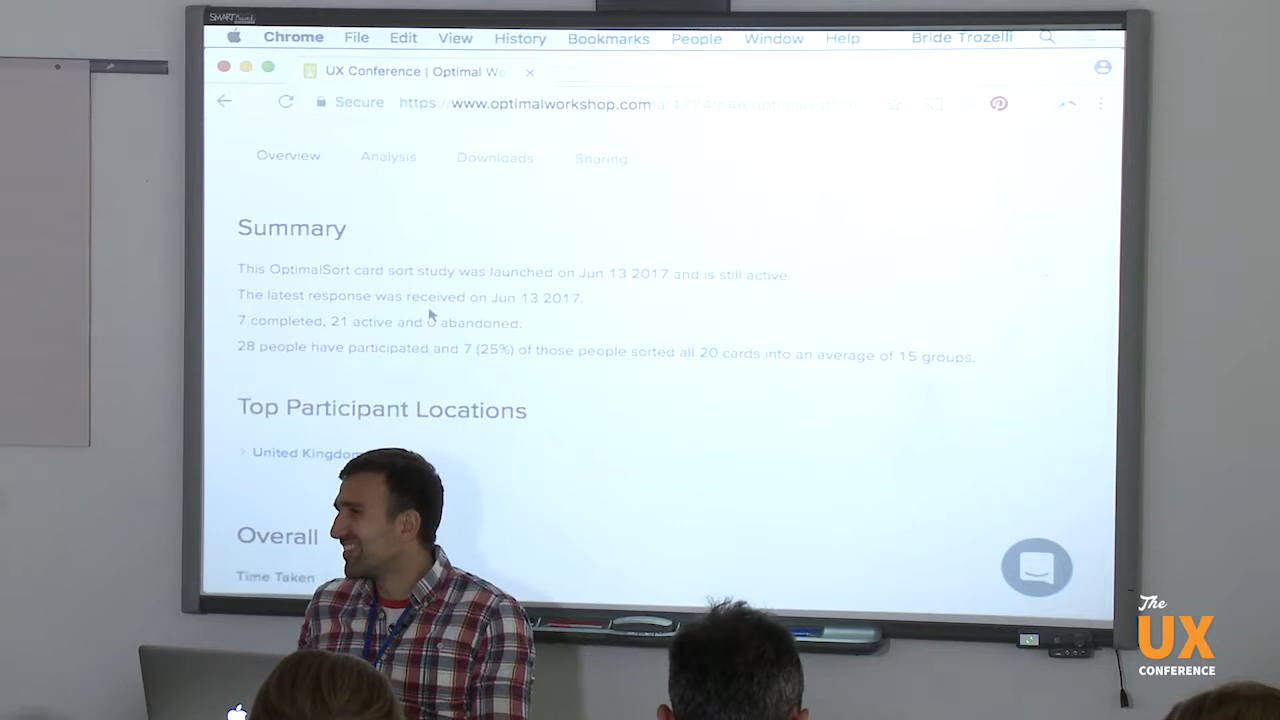 SMART Board
Chrome File Edit View History Bookmarks People Window Help Bride Trozelli
UX Conference | Optimal Wo
Secure https://www.optimalworkshop.com
Overview Analysis Downloads Sharing
Summary
This OptimalSort card sort study was launched on Jun 13 2017 and is still active.
The latest response was received on Jun 13 2017.
7 completed, 21 active and 0 abandoned.
28 people have participated and 7 (25%) of those people sorted all 20 cards into an average of 15 groups.
Top Participant Locations
United Kingdom
Overall
Time Taken
The
UX
CONFERENCE